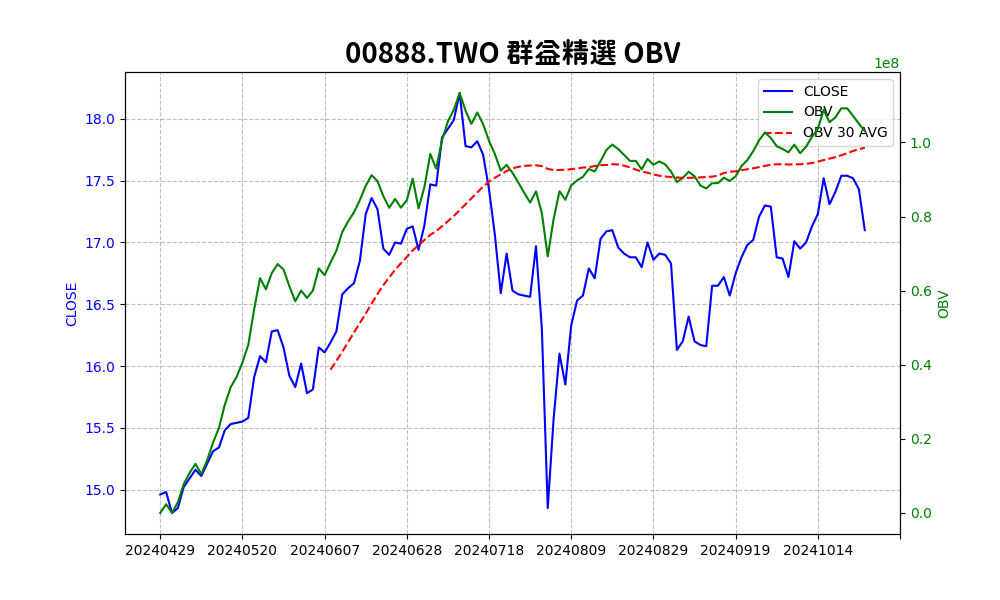 00888.TWO 群益精選 OBV
1e8
CLOSE
OBV
OBV 30 AVG
18.0
17.5
17.0
16.5
16.0
15.5
15.0
CLOSE
1.0
0.8
0.6
0.4
0.2
0.0
OBV
20240429 20240520 20240607 20240628 20240718 20240809 20240829 20240919 20241014